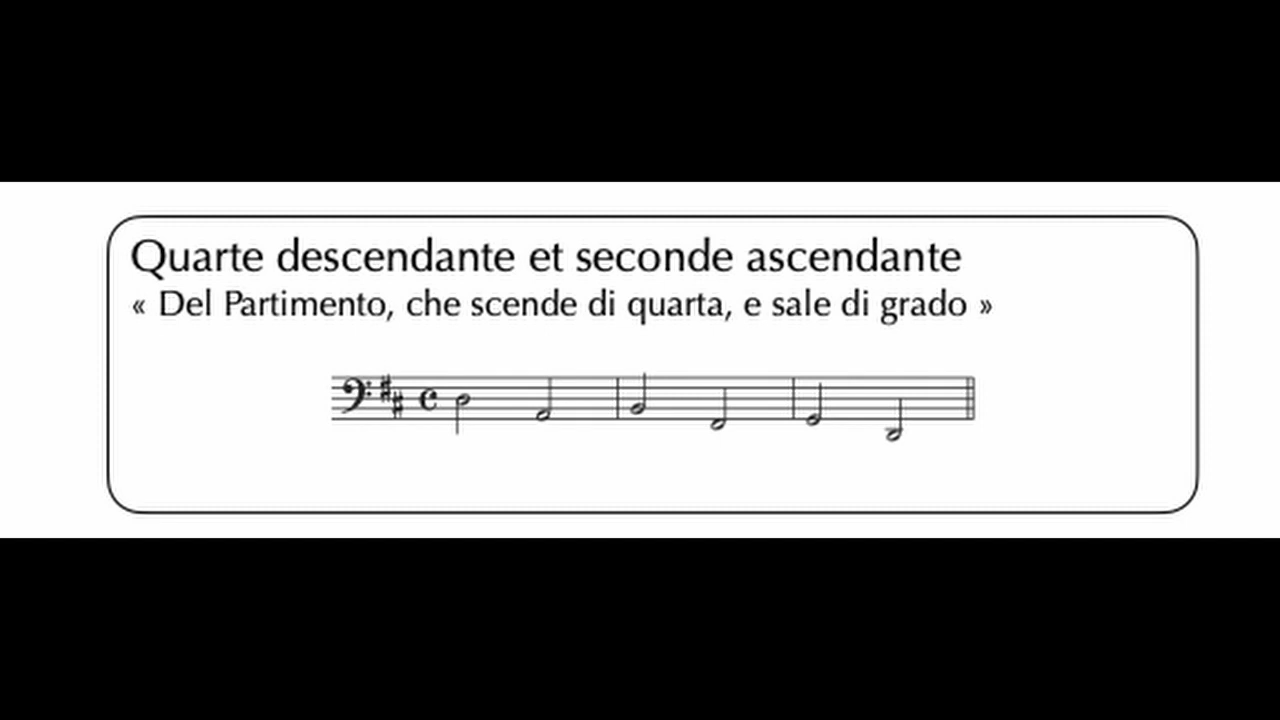 Quarte descendante et seconde ascendante
« Del Partimento, che scende di quarta, e sale di grado »